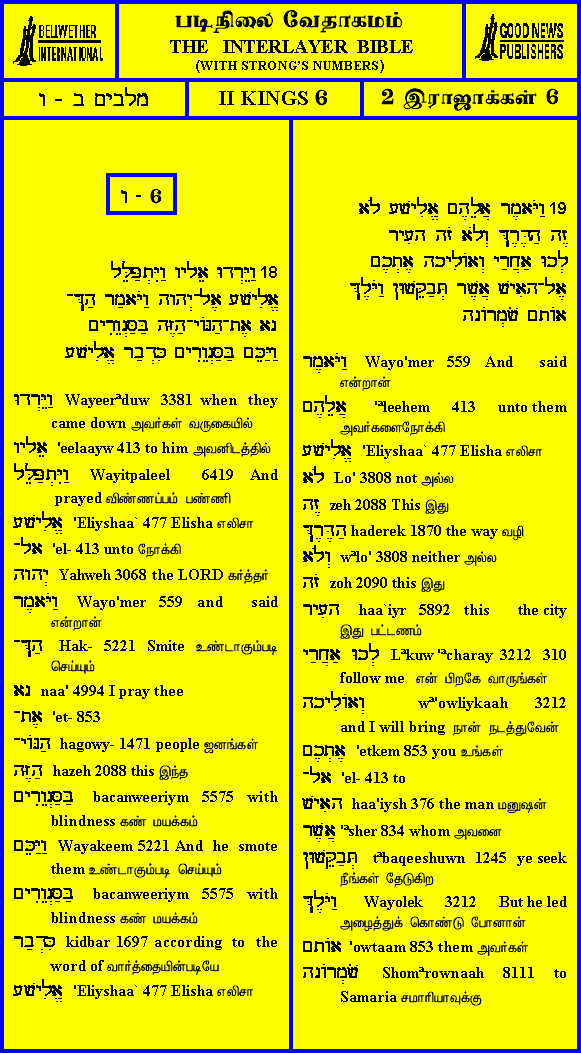 BELLWETHER
INTERNATIONAL
படிநிலை வேதாகமம்
THE INTERLAYER BIBLE
(WITH STRONG'S NUMBERS)
GOOD NEWS
PUBLISHERS
מלבים ב - ו
II KINGS 6
2 இராஜாக்கள் 6
ו - 6
18 וַיֵּרְדוּ אֵלָיו וַיִּתְפַּלֵּל
אֱלִישָׁע אֶל־יְהוָה וַיֹּאמַר הַךְ־
נָא אֶת־הַגּוֹי־הַזֶּה בַּסַּנְוֵרִים
וַיַּכֵּם בַּסַּנְוֵרִים כִּדְבַר אֱלִישָׁע
וַיֵּרְדוּ Wayeerªduw 3381 when they
came down அவர்கள் வருகையில்
אֵלָיו 'eelaayw 413 to him அவனிடத்தில்
וַיִּתְפַּלֵּל Wayitpaleel 6419 And
prayed விண்ணப்பம் பண்ணி
אֱלִישָׁע 'Eliyshaa` 477 Elisha எலிசா
אֶל־ 'el- 413 unto நோக்கி
יְהוָה Yahweh 3068 the LORD கர்த்தர்
וַיֹּאמַר Wayo'mer 559 and said
என்றான்
הַךְ־ Hak- 5221 Smite உண்டாகும்படி
செய்யும்
נָא naa' 4994 I pray thee
אֶת־ 'et- 853
הַגּוֹי־ hagowy- 1471 people ஜனங்கள்
הַזֶּה hazeh 2088 this இந்த
בַּסַּנְוֵרִים bacanweeriym 5575 with
blindness கண் மயக்கம்
וַיַּכֵּם Wayakeem 5221 And he smote
them உண்டாகும்படி செய்யும்
בַּסַּנְוֵרִים bacanweeriym 5575 with
blindness கண் மயக்கம்
כִּדְבַר kidbar 1697 according to the
word of வார்த்தையின்படியே
אֱלִישָׁע 'Eliyshaa` 477 Elisha எலிசா
19 וַיֹּאמֶר אֲלֵהֶם אֱלִישָׁע לֹא
זֶה הַדֶּרֶךְ וְלֹא זֹה הָעִיר
לְכוּ אַחֲרַי וְאוֹלִיכָה אֶתְכֶם
אֶל־הָאִישׁ אֲשֶׁר תְּבַקֵּשׁוּן וַיֹּלֶךְ
אוֹתָם שֹׁמְרוֹנָה
וַיֹּאמֶר Wayo'mer 559 And said
என்றான்
אֲלֵהֶם 'ªleehem 413 unto them
அவர்களைநோக்கி
אֱלִישָׁע 'Eliyshaa` 477 Elisha எலிசா
לֹא Lo' 3808 not அல்ல
זֶה zeh 2088 This இது
הַדֶּרֶךְ haderek 1870 the way வழி
וְלֹא wªlo' 3808 neither அல்ல
זֹה zoh 2090 this இது
הָעִיר haa`iyr 5892 this the city
இது பட்டணம்
לְכוּ אַחֲרַי Lªkuw 'ªcharay 3212 310
follow me என் பிறகே வாருங்கள்
וְאוֹלִיכָה wª'owliykaah 3212
and I will bring நான் நடத்துவேன்
אֶתְכֶם 'etkem 853 you உங்கள்
אֶל־ 'el- 413 to
הָאִישׁ haa'iysh 376 the man மனுஷன்
אֲשֶׁר 'ªsher 834 whom அவனை
תְּבַקֵּשׁוּן tªbaqeeshuwn 1245 ye seek
நீங்கள் தேடுகிற
וַיֹּלֶךְ Wayolek 3212 But he led
அழைத்துக் கொண்டு போனான்
אוֹתָם 'owtaam 853 them அவர்கள்
שֹׁמְרוֹנָה Shomªrownaah 8111 to
Samaria சமாரியாவுக்கு